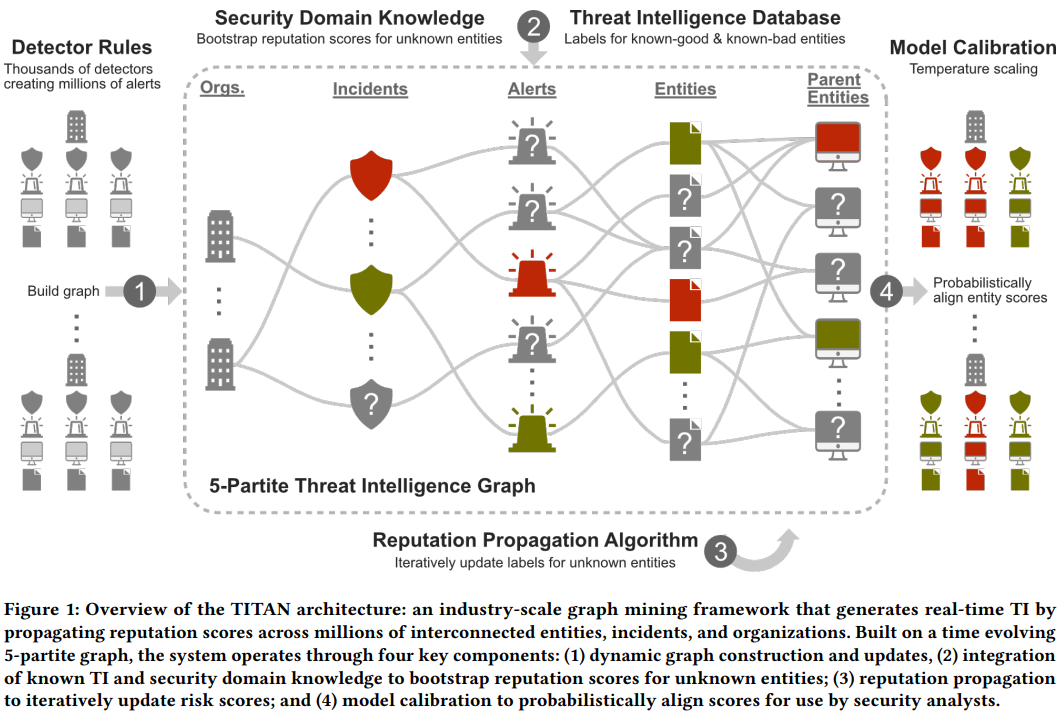 Security Domain Knowledge
Bootstrap reputation scores for unknown entities
2
Threat Intelligence Database
Labels for known-good & known-bad entities
Detector Rules
Thousands of detectors
creating millions of alerts
Model Calibration
Temperature scaling
Orgs.
Incidents
Alerts
Entities
Parent
Entities
?
?
?
?
?
?
?
?
?
?
Build graph
1
4
Probabilistically
align entity scores
5-Partite Threat Intelligence Graph
Reputation Propagation Algorithm
Iteratively update labels for unknown entities
3
Figure 1: Overview of the TITAN architecture: an industry-scale graph mining framework that generates real-time TI by
propagating reputation scores across millions of interconnected entities, incidents, and organizations. Built on a time evolving
5-partite graph, the system operates through four key components: (1) dynamic graph construction and updates, (2) integration
of known TI and security domain knowledge to bootstrap reputation scores for unknown entities; (3) reputation propagation
to iteratively update risk scores; and (4) model calibration to probabilistically align scores for use by security analysts.